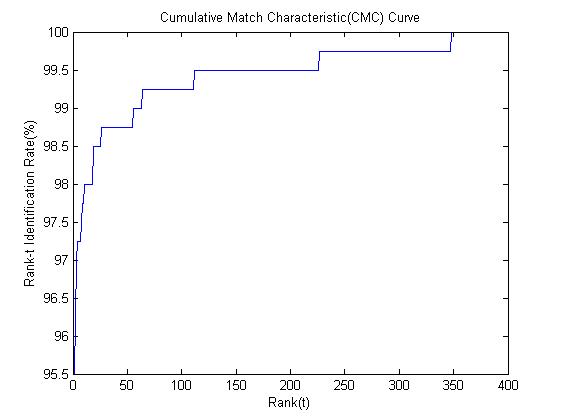 Cumulative Match Characteristic(CMC) Curve
100
99.5
99
98.5
98
97.5
97
96.5
96
95.5
Rank-t Identification Rate(%)
0 50 100 150 200 250 300 350 400
Rank(t)